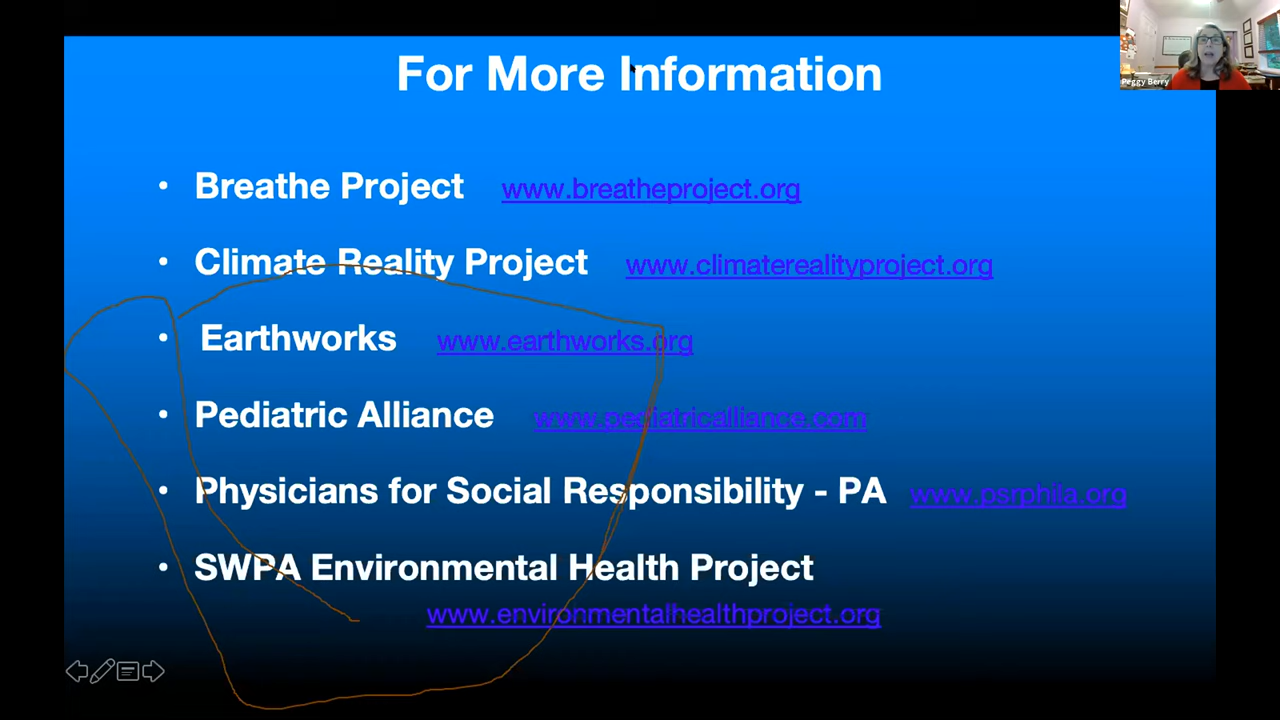 For More Information
Peggy Berry
• Breathe Project www.breatheproject.org
• Climate Reality Project www.climaterealityproject.org
• Earthworks www.earthworks.org
• Pediatric Alliance www.pediatricalliance.com
• Physicians for Social Responsibility - PA www.psrphila.org
• SWPA Environmental Health Project
www.environmentalhealthproject.org